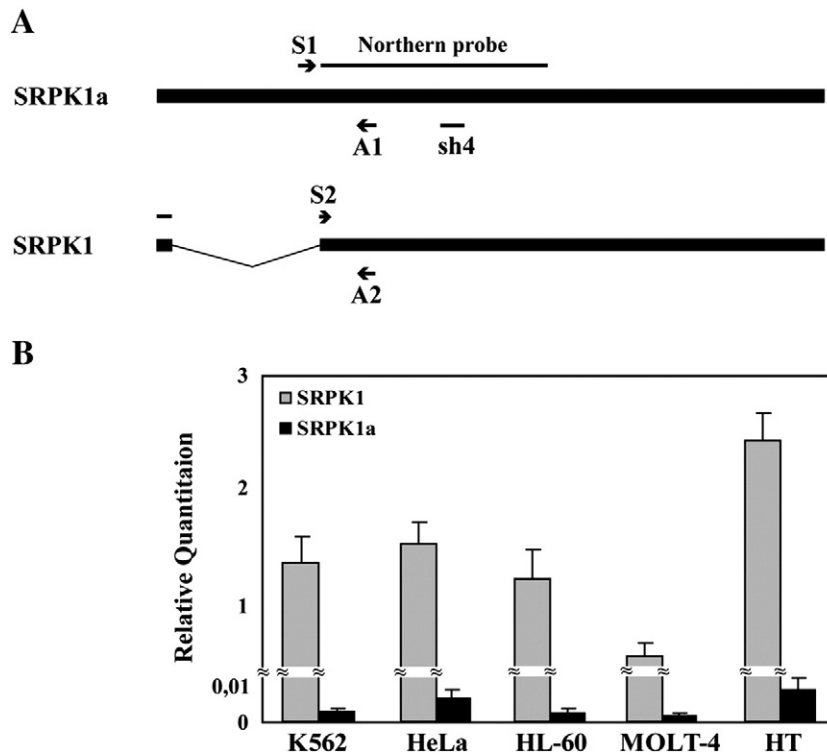 A
S1
Northern probe
SRPK1a
A1
sh4
S2
SRPK1
A2
B
3
SRPK1
SRPK1a
2
Relative Quantitaion
1
0,01
0
K562 HeLa HL-60 MOLT-4 HT